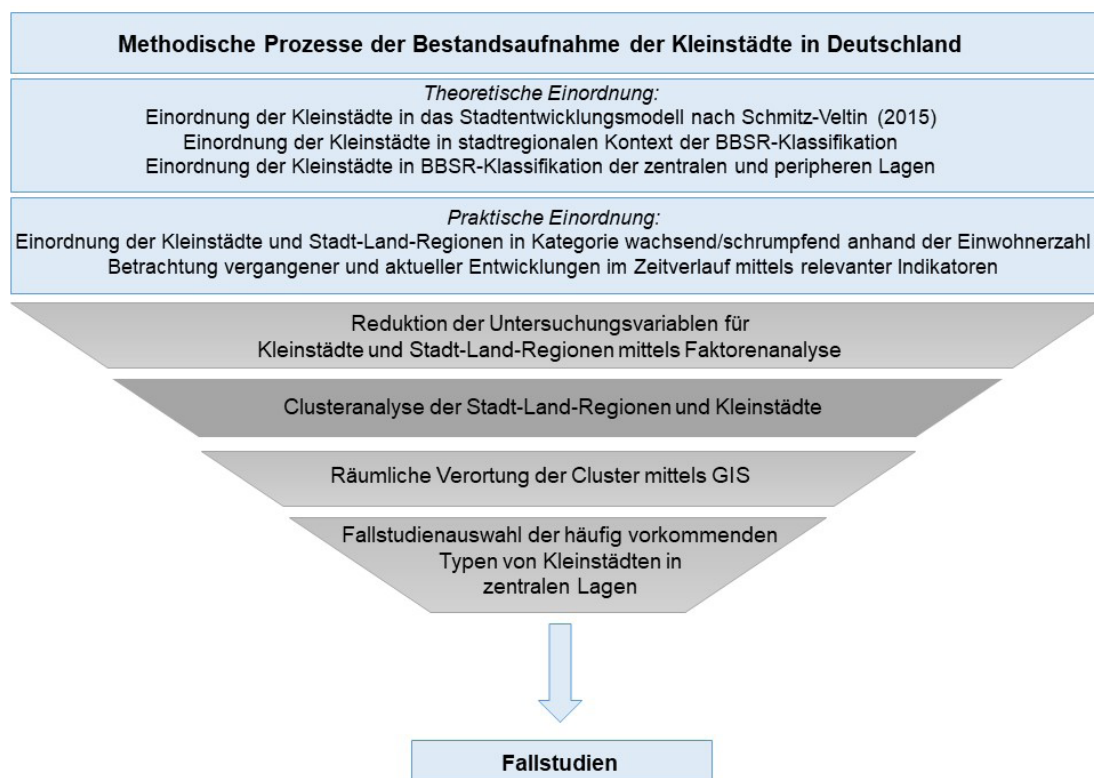 Methodische Prozesse der Bestandsaufnahme der Kleinstädte in Deutschland
Theoretische Einordnung:
Einordnung der Kleinstädte in das Stadtentwicklungsmodell nach Schmitz-Veltin (2015)
Einordnung der Kleinstädte in stadtregionalen Kontext der BBSR-Klassifikation
Einordnung der Kleinstädte in BBSR-Klassifikation der zentralen und peripheren Lagen
Praktische Einordnung:
Einordnung der Kleinstädte und Stadt-Land-Regionen in Kategorie wachsend/schrumpfend anhand der Einwohnerzahl
Betrachtung vergangener und aktueller Entwicklungen im Zeitverlauf mittels relevanter Indikatoren
Reduktion der Untersuchungsvariablen für
Kleinstädte und Stadt-Land-Regionen mittels Faktorenanalyse
Clusteranalyse der Stadt-Land-Regionen und Kleinstädte
Räumliche Verortung der Cluster mittels GIS
Fallstudienauswahl der häufig vorkommenden
Typen von Kleinstädten in
zentralen Lagen
Fallstudien